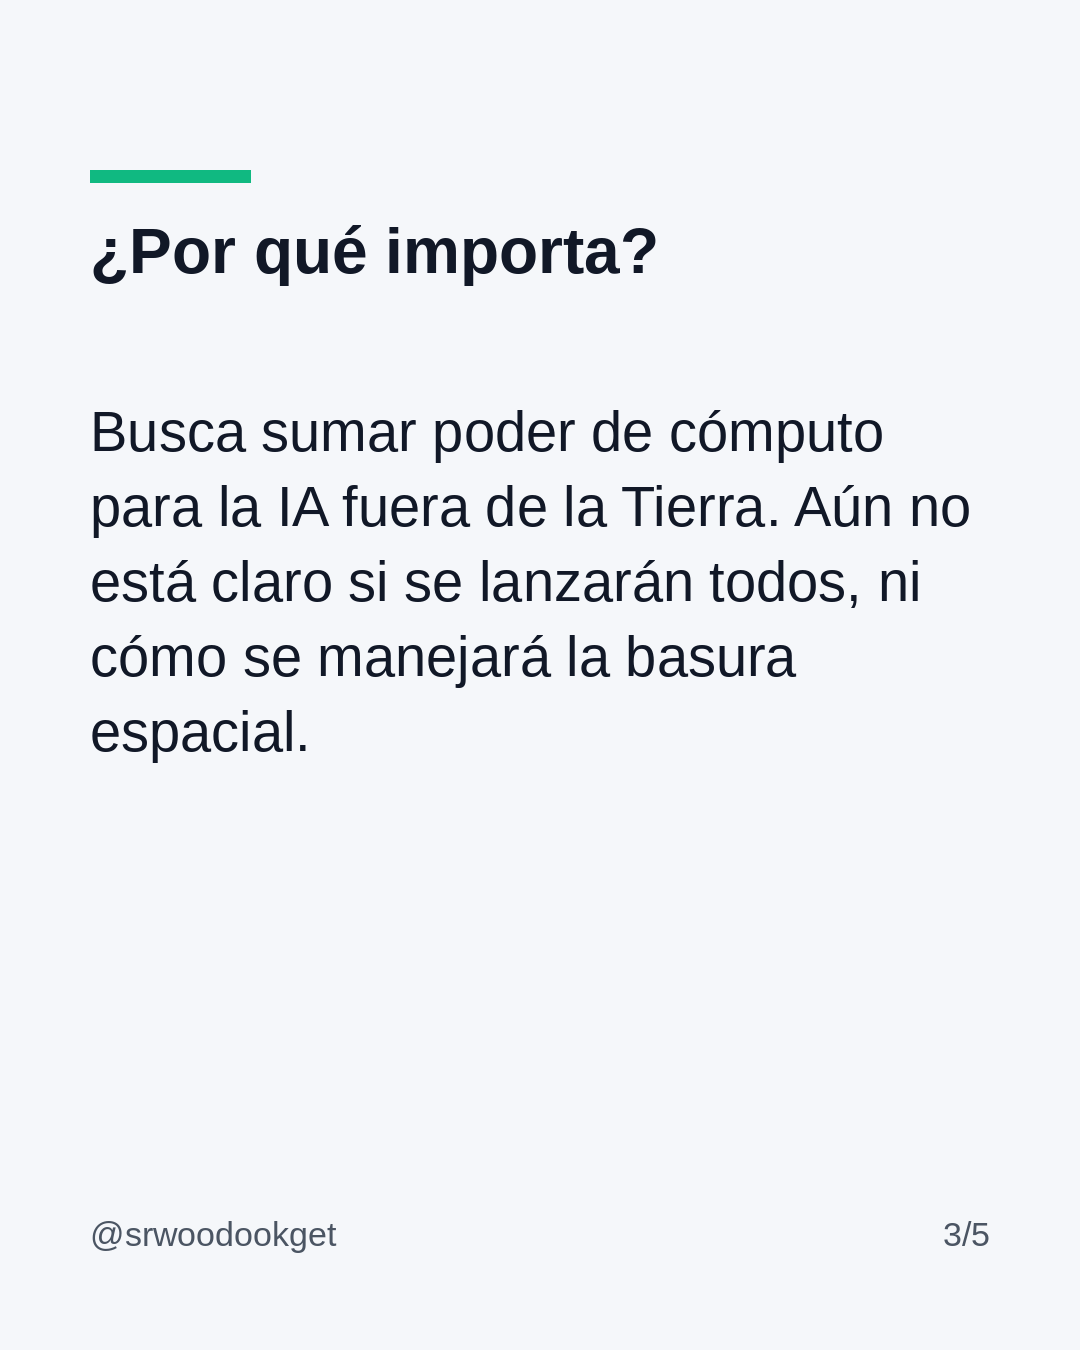 ¿Por qué importa?
Busca sumar poder de cómputo
para la IA fuera de la Tierra. Aún no
está claro si se lanzarán todos, ni
cómo se manejará la basura
espacial.
@srwoodookget
3/5